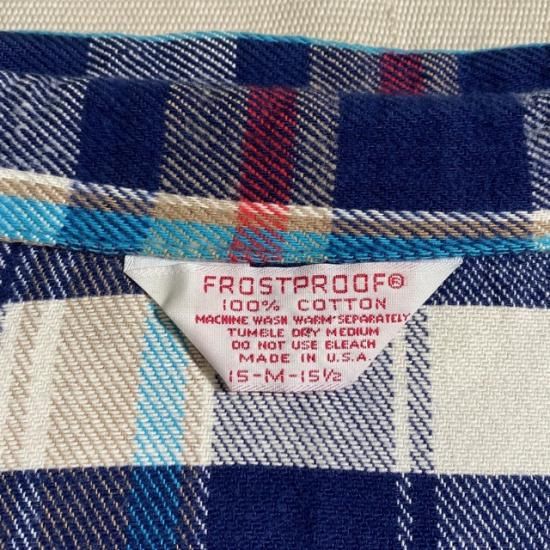 FROSTPROOF®
100% COTTON
MACHINE WASH WARM SEPARATELY
TUMBLE DRY MEDIUM
DO NOT USE BLEACH
MADE IN U.S.A.
15-M-15½